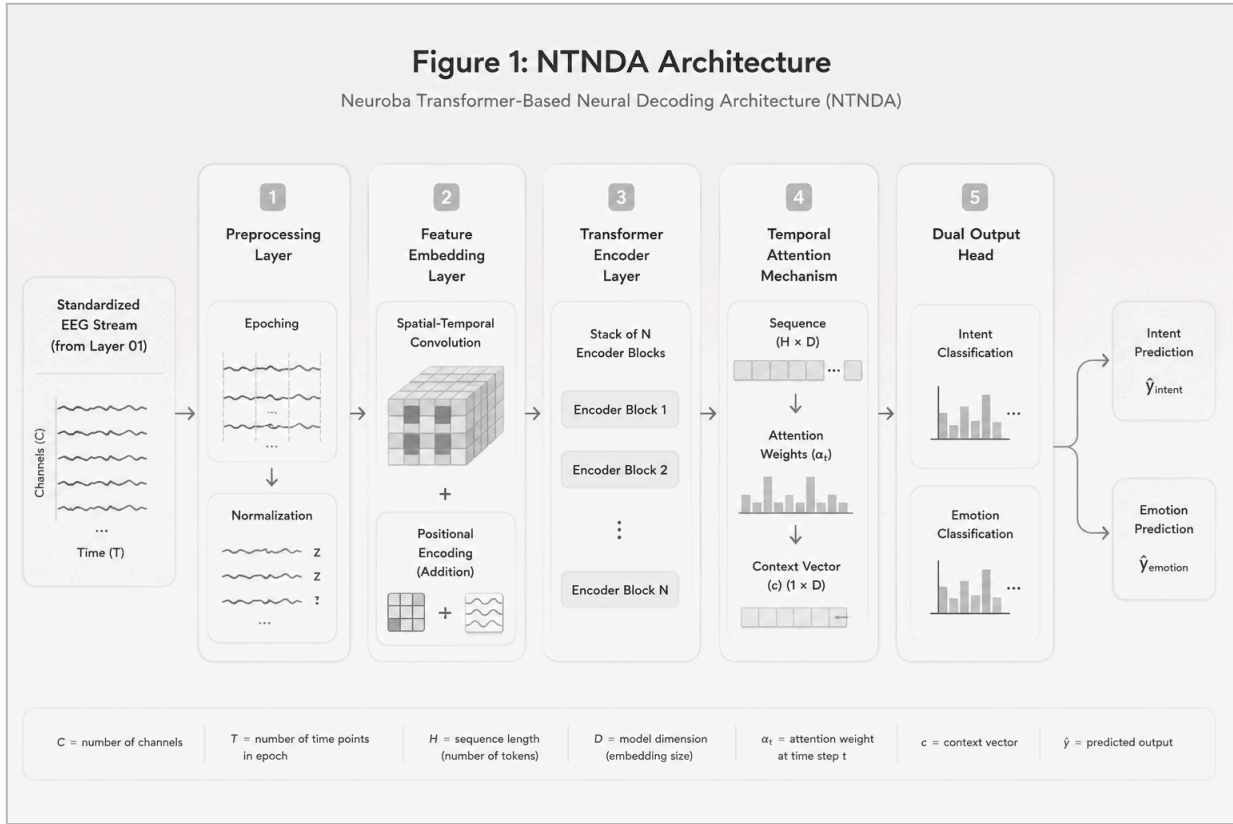 Figure 1: NTNDA Architecture
Neuroba Transformer-Based Neural Decoding Architecture (NTNDA)
Standardized
EEG Stream
(from Layer 01)
Channels (C)
...
Time (T)
1
Preprocessing
Layer
Epoching
...
...
Normalization
Z
Z
?
...
2
Feature
Embedding
Layer
Spatial-Temporal
Convolution
+
Positional
Encoding
(Addition)
+
3
Transformer
Encoder
Layer
Stack of N
Encoder Blocks
Encoder Block 1
Encoder Block 2
⋮
Encoder Block N
4
Temporal
Attention
Mechanism
Sequence
(H × D)
...
Attention
Weights (αt)
Context Vector
(c) (1 × D)
5
Dual Output
Head
Intent
Classification
...
Emotion
Classification
...
Intent
Prediction
ŷintent
Emotion
Prediction
ŷemotion
C = number of channels
T = number of time points
in epoch
H = sequence length
(number of tokens)
D = model dimension
(embedding size)
αt = attention weight
at time step t
c = context vector
ŷ = predicted output